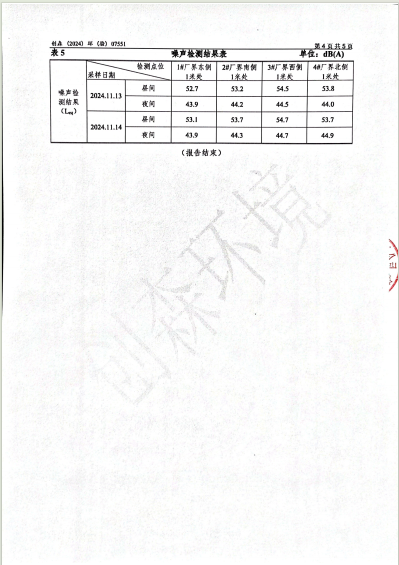 创森（2024）年（验）07551
第 4 页 共 5 页
表 5 噪声检测结果表 单位：dB(A)
检测点位
采样日期
1#厂界东侧
1米处
2#厂界南侧
1米处
3#厂界西侧
1米处
4#厂界北侧
1米处
噪声检
测结果
（Leq）
2024.11.13
昼间 52.7 53.2 54.5 53.8
夜间 43.9 44.2 44.5 44.0
2024.11.14
昼间 53.1 53.7 54.7 53.7
夜间 43.9 44.3 44.7 44.9
（报告结束）
创森环境